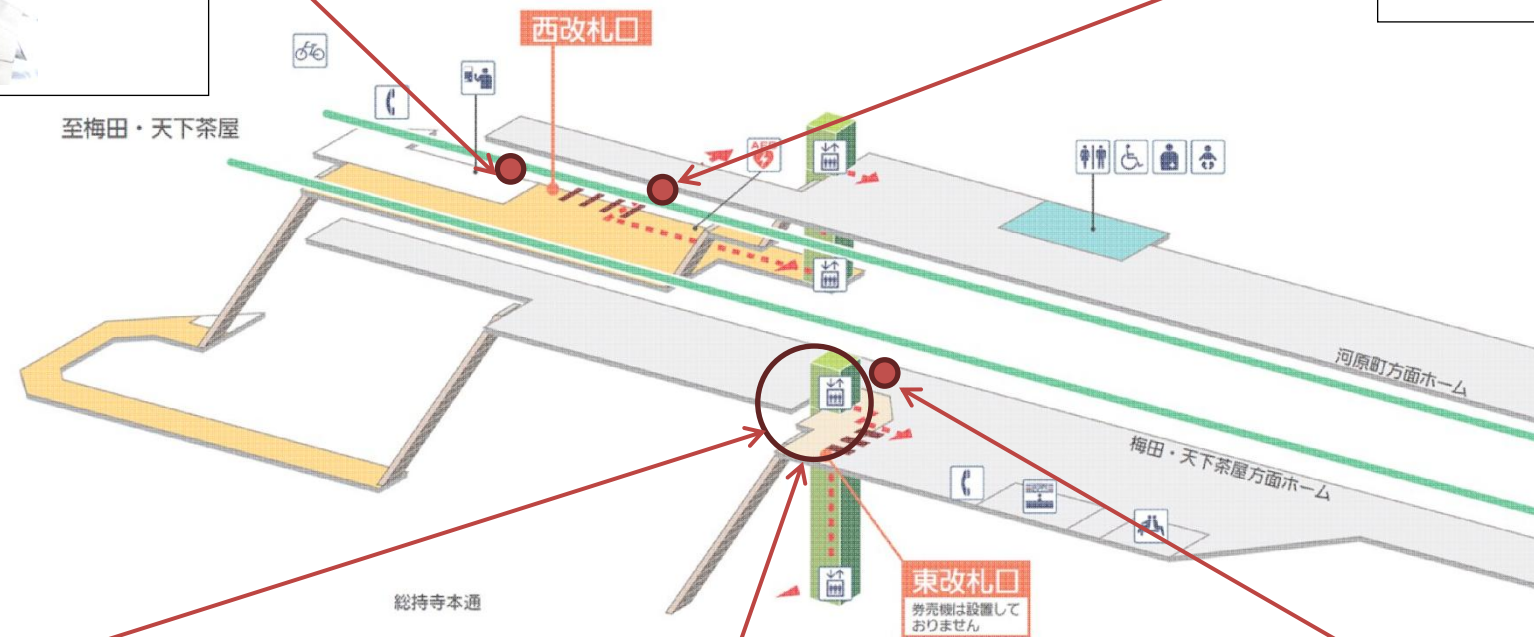 西改札口
至梅田・天下茶屋
AED
河原町方面ホーム
梅田・天下茶屋方面ホーム
総持寺本通
東改札口
券売機は設置して
おりません